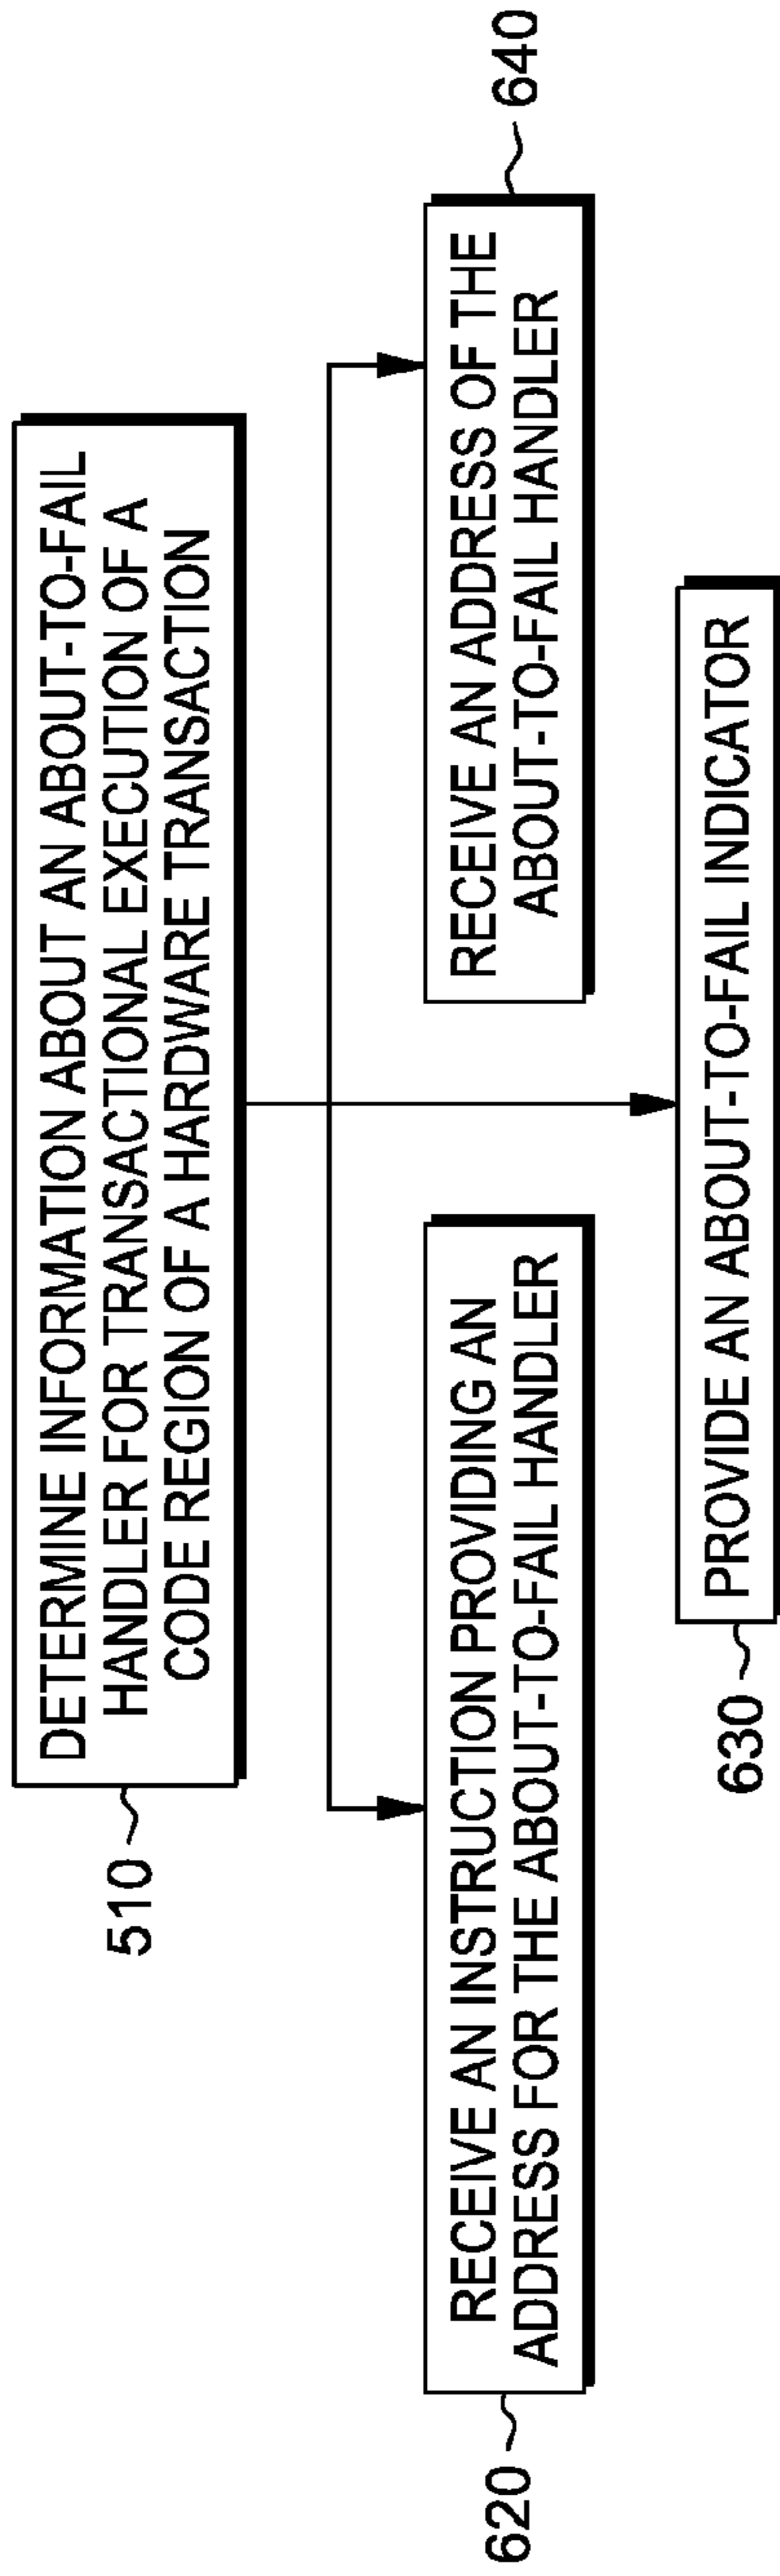 510
DETERMINE INFORMATION ABOUT AN ABOUT-TO-FAIL
HANDLER FOR TRANSACTIONAL EXECUTION OF A
CODE REGION OF A HARDWARE TRANSACTION
620
RECEIVE AN INSTRUCTION PROVIDING AN
ADDRESS FOR THE ABOUT-TO-FAIL HANDLER
RECEIVE AN ADDRESS OF THE
ABOUT-TO-FAIL HANDLER
640
630
PROVIDE AN ABOUT-TO-FAIL INDICATOR